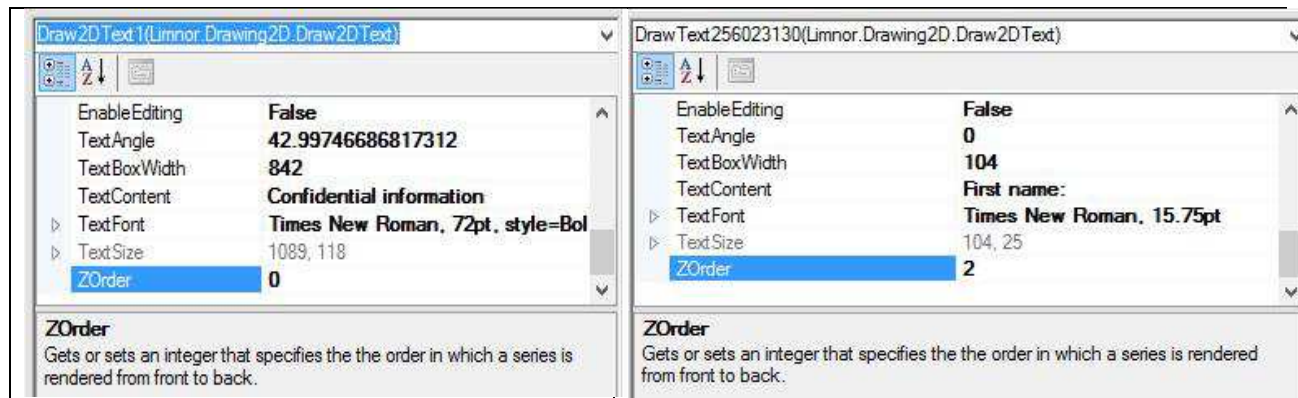 Draw2DText1(Limnor.Drawing2D.Draw2DText)
EnableEditing False
TextAngle 42.99746686817312
TextBoxWidth 842
TextContent Confidential information
TextFont Times New Roman, 72pt, style=Bol
TextSize 1089, 118
ZOrder 0
ZOrder
Gets or sets an integer that specifies the the order in which a series is
rendered from front to back.
DrawText256023130(Limnor.Drawing2D.Draw2DText)
EnableEditing False
TextAngle 0
TextBoxWidth 104
TextContent First name:
TextFont Times New Roman, 15.75pt
TextSize 104, 25
ZOrder 2
ZOrder
Gets or sets an integer that specifies the the order in which a series is rendered
from front to back.